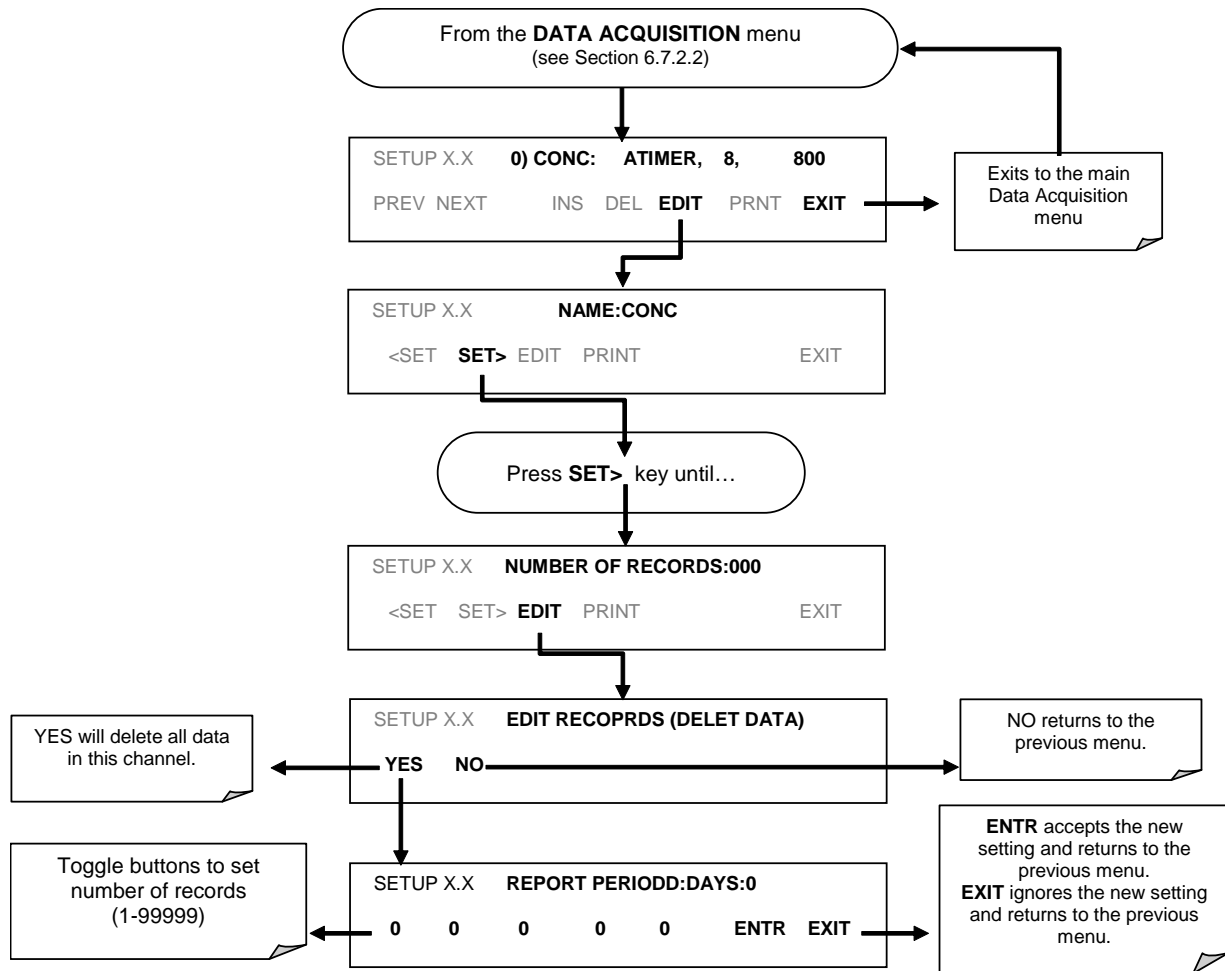 From the DATA ACQUISITION menu
(see Section 6.7.2.2)
SETUP X.X 0) CONC: ATIMER, 8, 800
PREV NEXT INS DEL EDIT PRNT EXIT
Exits to the main
Data Acquisition
menu
SETUP X.X NAME:CONC
<SET SET> EDIT PRINT EXIT
Press SET> key until…
SETUP X.X NUMBER OF RECORDS:000
<SET SET> EDIT PRINT EXIT
YES will delete all data
in this channel.
SETUP X.X EDIT RECOPRDS (DELET DATA)
YES NO
NO returns to the
previous menu.
Toggle buttons to set
number of records
(1-99999)
SETUP X.X REPORT PERIODD:DAYS:0
0 0 0 0 0 ENTR EXIT
ENTR accepts the new
setting and returns to the
previous menu.
EXIT ignores the new setting
and returns to the previous
menu.